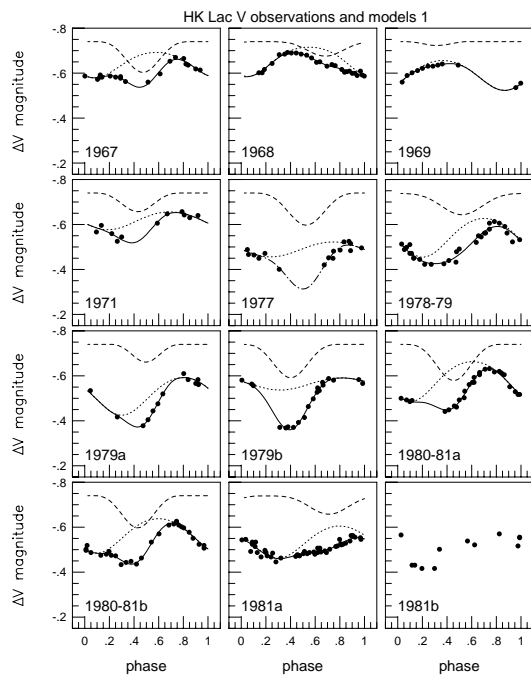 HK Lac V observations and models 1
-.8
-.6
-.4
-.2
ΔV magnitude
1967
1968
1969
-.8
-.6
-.4
-.2
ΔV magnitude
1971
1977
1978-79
-.8
-.6
-.4
-.2
ΔV magnitude
1979a
1979b
1980-81a
-.8
-.6
-.4
-.2
ΔV magnitude
1980-81b
1981a
1981b
0 .2 .4 .6 .8 1 0 .2 .4 .6 .8 1 0 .2 .4 .6 .8 1
phase phase phase